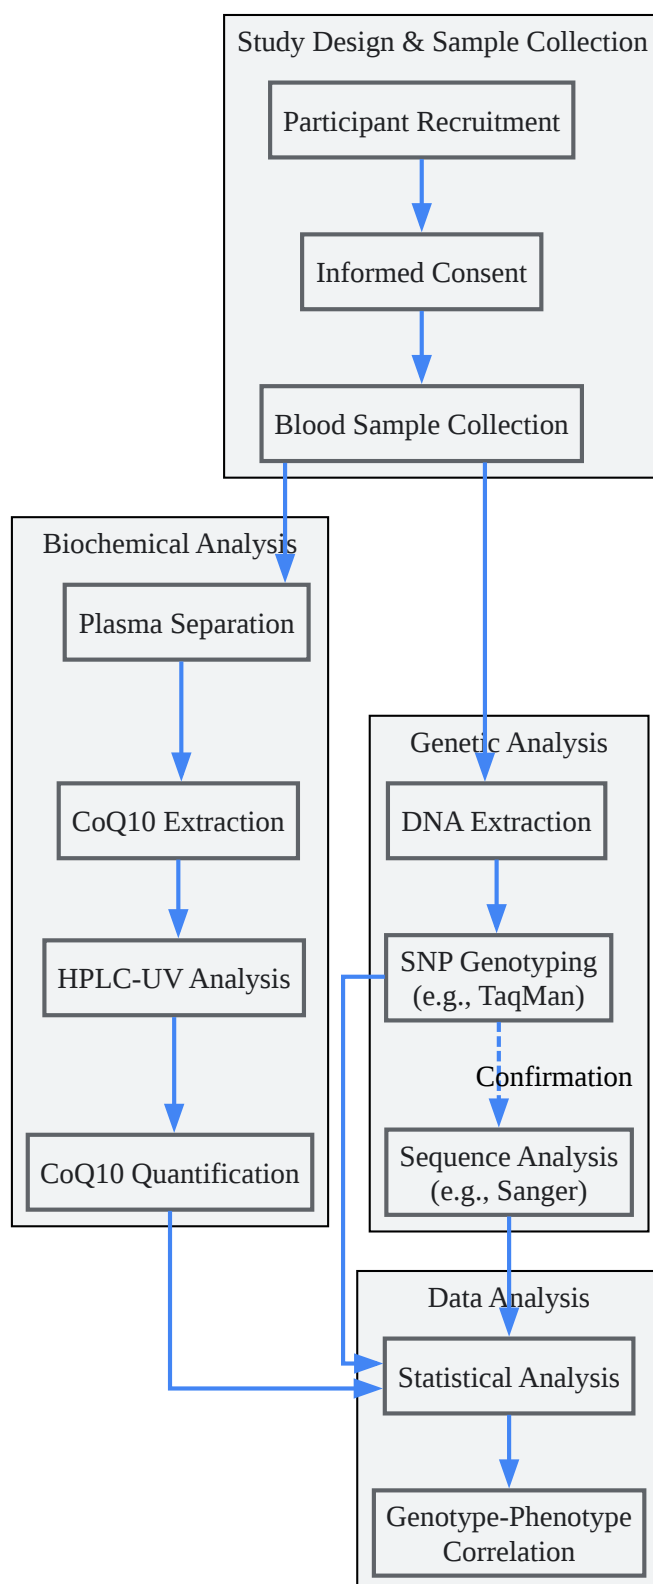 Study Design & Sample Collection
Participant Recruitment
Informed Consent
Blood Sample Collection
Biochemical Analysis
Plasma Separation
CoQ10 Extraction
HPLC-UV Analysis
CoQ10 Quantification
Genetic Analysis
DNA Extraction
SNP Genotyping
(e.g., TaqMan)
Confirmation
Sequence Analysis
(e.g., Sanger)
Data Analysis
Statistical Analysis
Genotype-Phenotype
Correlation